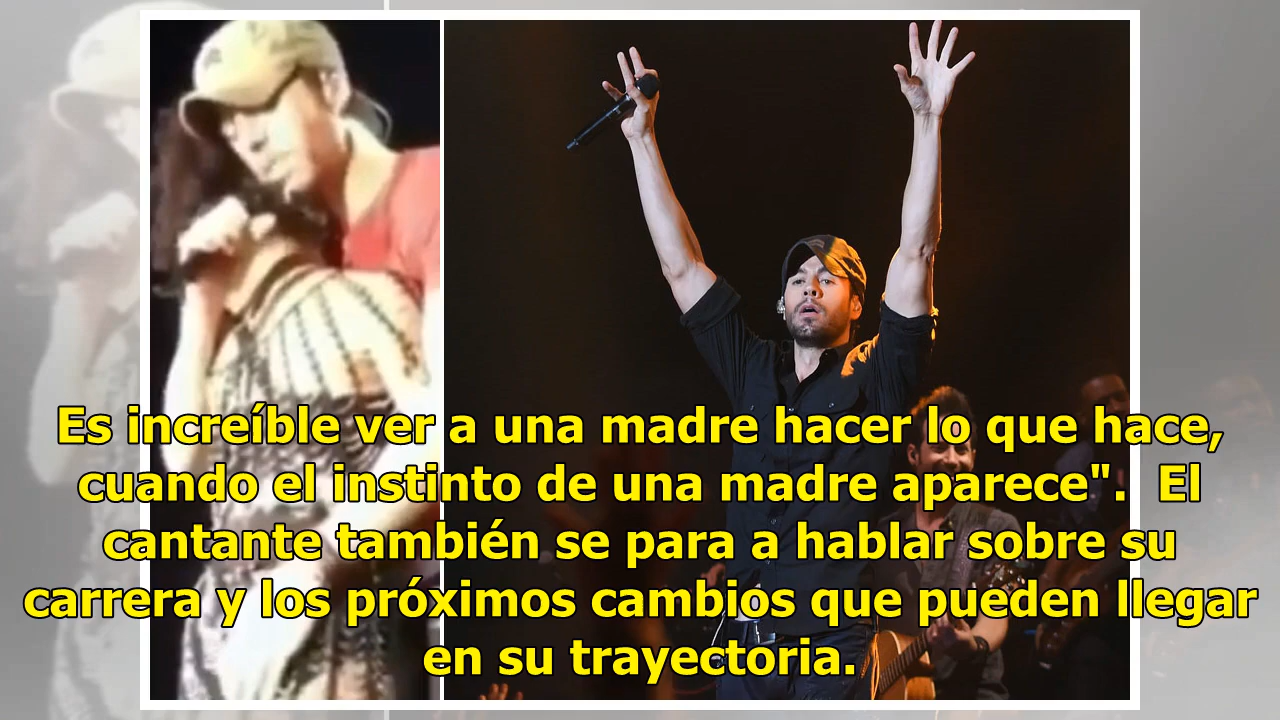 Es increíble ver a una madre hacer lo que hace,
cuando el instinto de una madre aparece".  El
cantante también se para a hablar sobre su
carrera y los próximos cambios que pueden llegar
en su trayectoria.